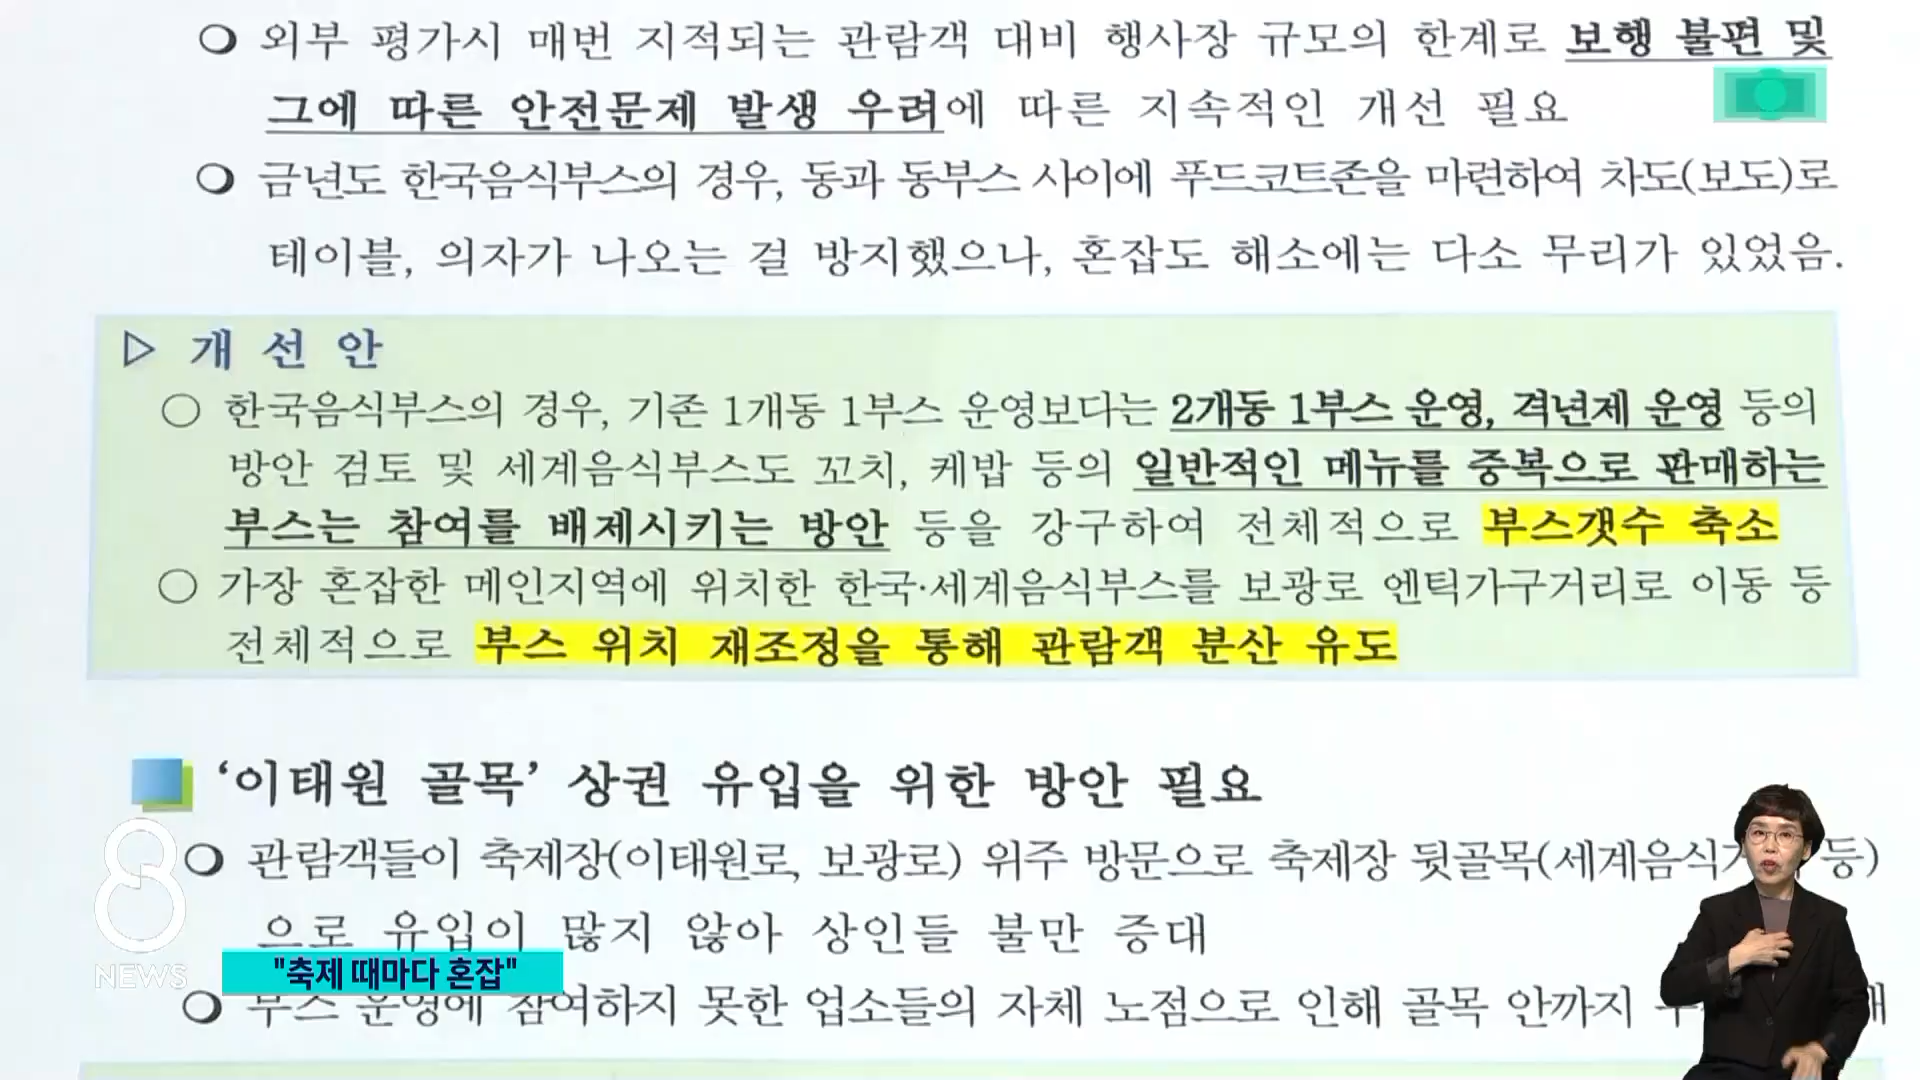 외부 평가시 매번 지적되는 관람객 대비 행사장 규모의 한계로 보행 불편 및
그에 따른 안전문제 발생 우려에 따른 지속적인 개선 필요
금년도 한국음식부스의 경우, 동과 동부스 사이에 푸드코트존을 마련하여 차도(보도)로
테이블, 의자가 나오는 걸 방지했으나, 혼잡도 해소에는 다소 무리가 있었음.
▷ 개 선 안
○ 한국음식부스의 경우, 기존 1개동 1부스 운영보다는 2개동 1부스 운영, 격년제 운영 등의
방안 검토 및 세계음식부스도 꼬치, 케밥 등의 일반적인 메뉴를 중복으로 판매하는
부스는 참여를 배제시키는 방안 등을 강구하여 전체적으로 부스갯수 축소
○ 가장 혼잡한 메인지역에 위치한 한국·세계음식부스를 보광로 엔틱가구거리로 이동 등
전체적으로 부스 위치 재조정을 통해 관람객 분산 유도
‘이태원 골목’ 상권 유입을 위한 방안 필요
관람객들이 축제장(이태원로, 보광로) 위주 방문으로 축제장 뒷골목(세계음식 등)
으로 유입이 많지 않아 상인들 불만 증대
부스 운영에 참여하지 못한 업소들의 자체 노점으로 인해 골목 안까지
8
NEWS
"축제 때마다 혼잡"